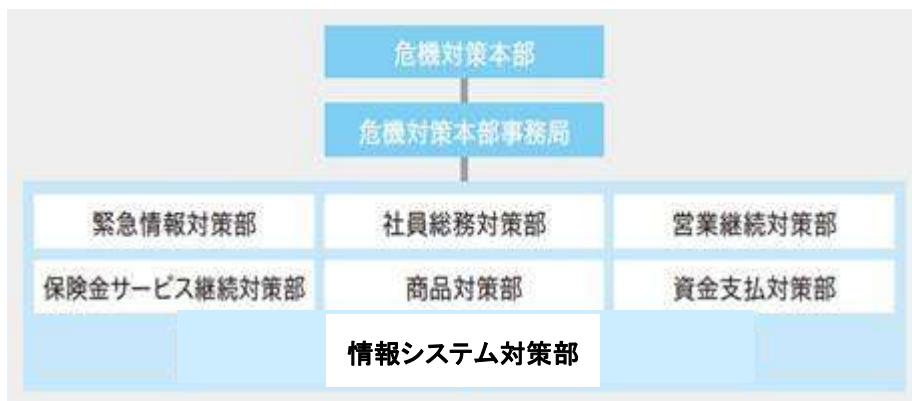 危機対策本部
危機対策本部事務局
緊急情報対策部 社員総務対策部 営業継続対策部
保険金サービス継続対策部 商品対策部 資金支払対策部
情報システム対策部